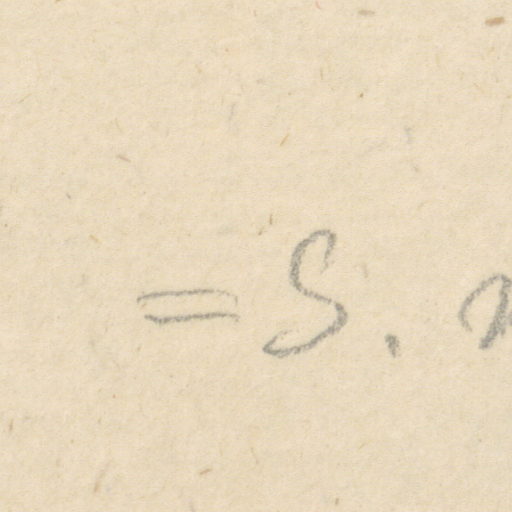 = S.